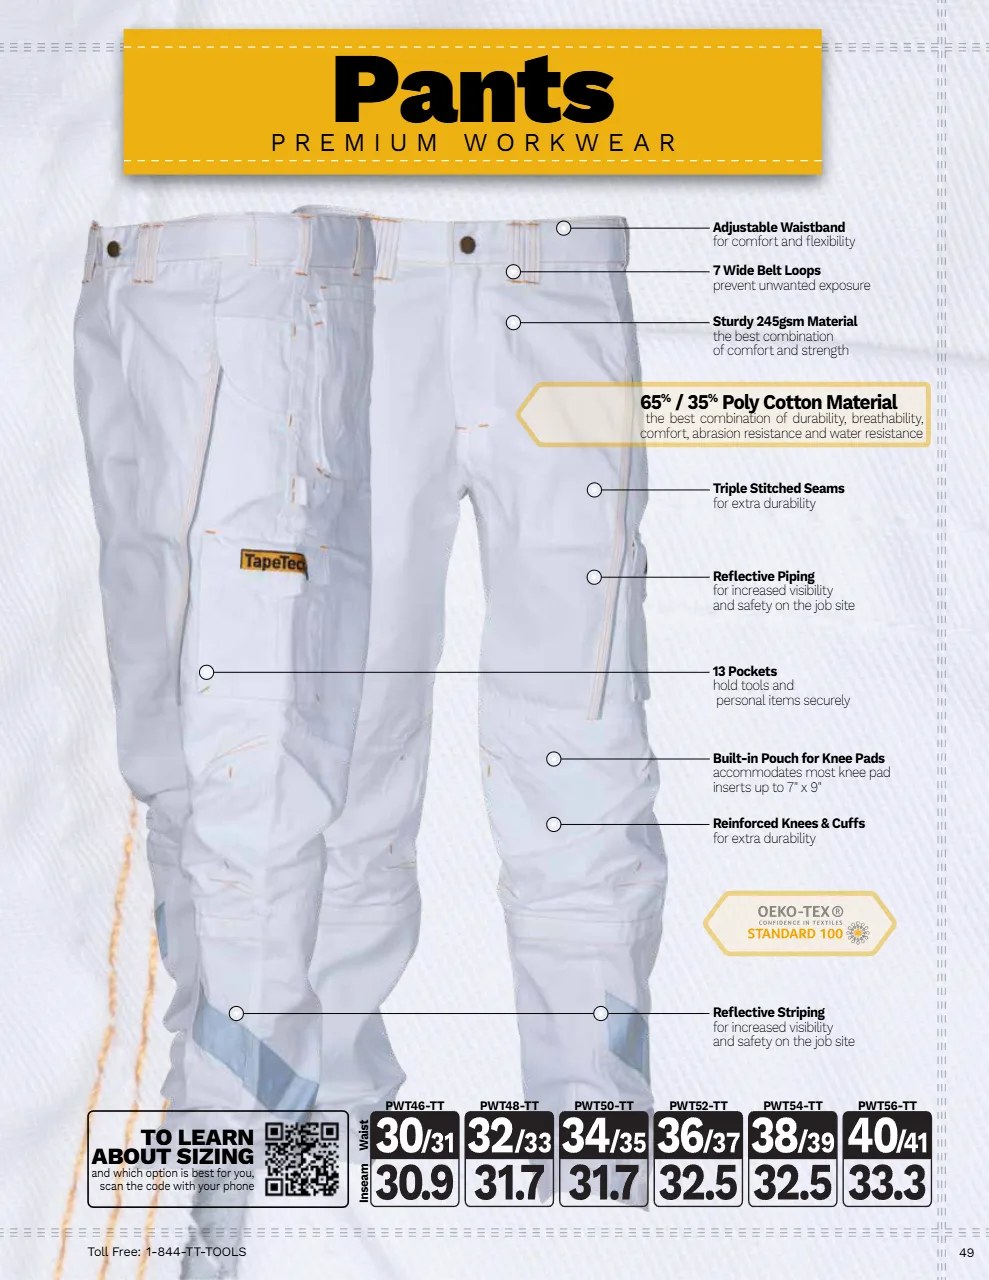 Pants
PREMIUM WORKWEAR
Adjustable Waistband
for comfort and flexibility
7 Wide Belt Loops
prevent unwanted exposure
Sturdy 245gsm Material
the best combination
of comfort and strength
65% / 35% Poly Cotton Material
the best combination of durability, breathability,
comfort, abrasion resistance and water resistance
Triple Stitched Seams
for extra durability
TapeTec
Reflective Piping
for increased visibility
and safety on the job site
13 Pockets
hold tools and
personal items securely
Built-in Pouch for Knee Pads
accommodates most knee pad
inserts up to 7" x 9"
Reinforced Knees & Cuffs
for extra durability
OEKO-TEX®
CONFIDENCE IN TEXTILES
STANDARD 100
Reflective Striping
for increased visibility
and safety on the job site
TO LEARN
ABOUT SIZING
and which option is best for you,
scan the code with your phone
PWT46-TT PWT48-TT PWT50-TT PWT52-TT PWT54-TT PWT56-TT
Waist 30/31 32/33 34/35 36/37 38/39 40/41
Inseam 30.9 31.7 31.7 32.5 32.5 33.3
Toll Free: 1-844-TT-TOOLS
49